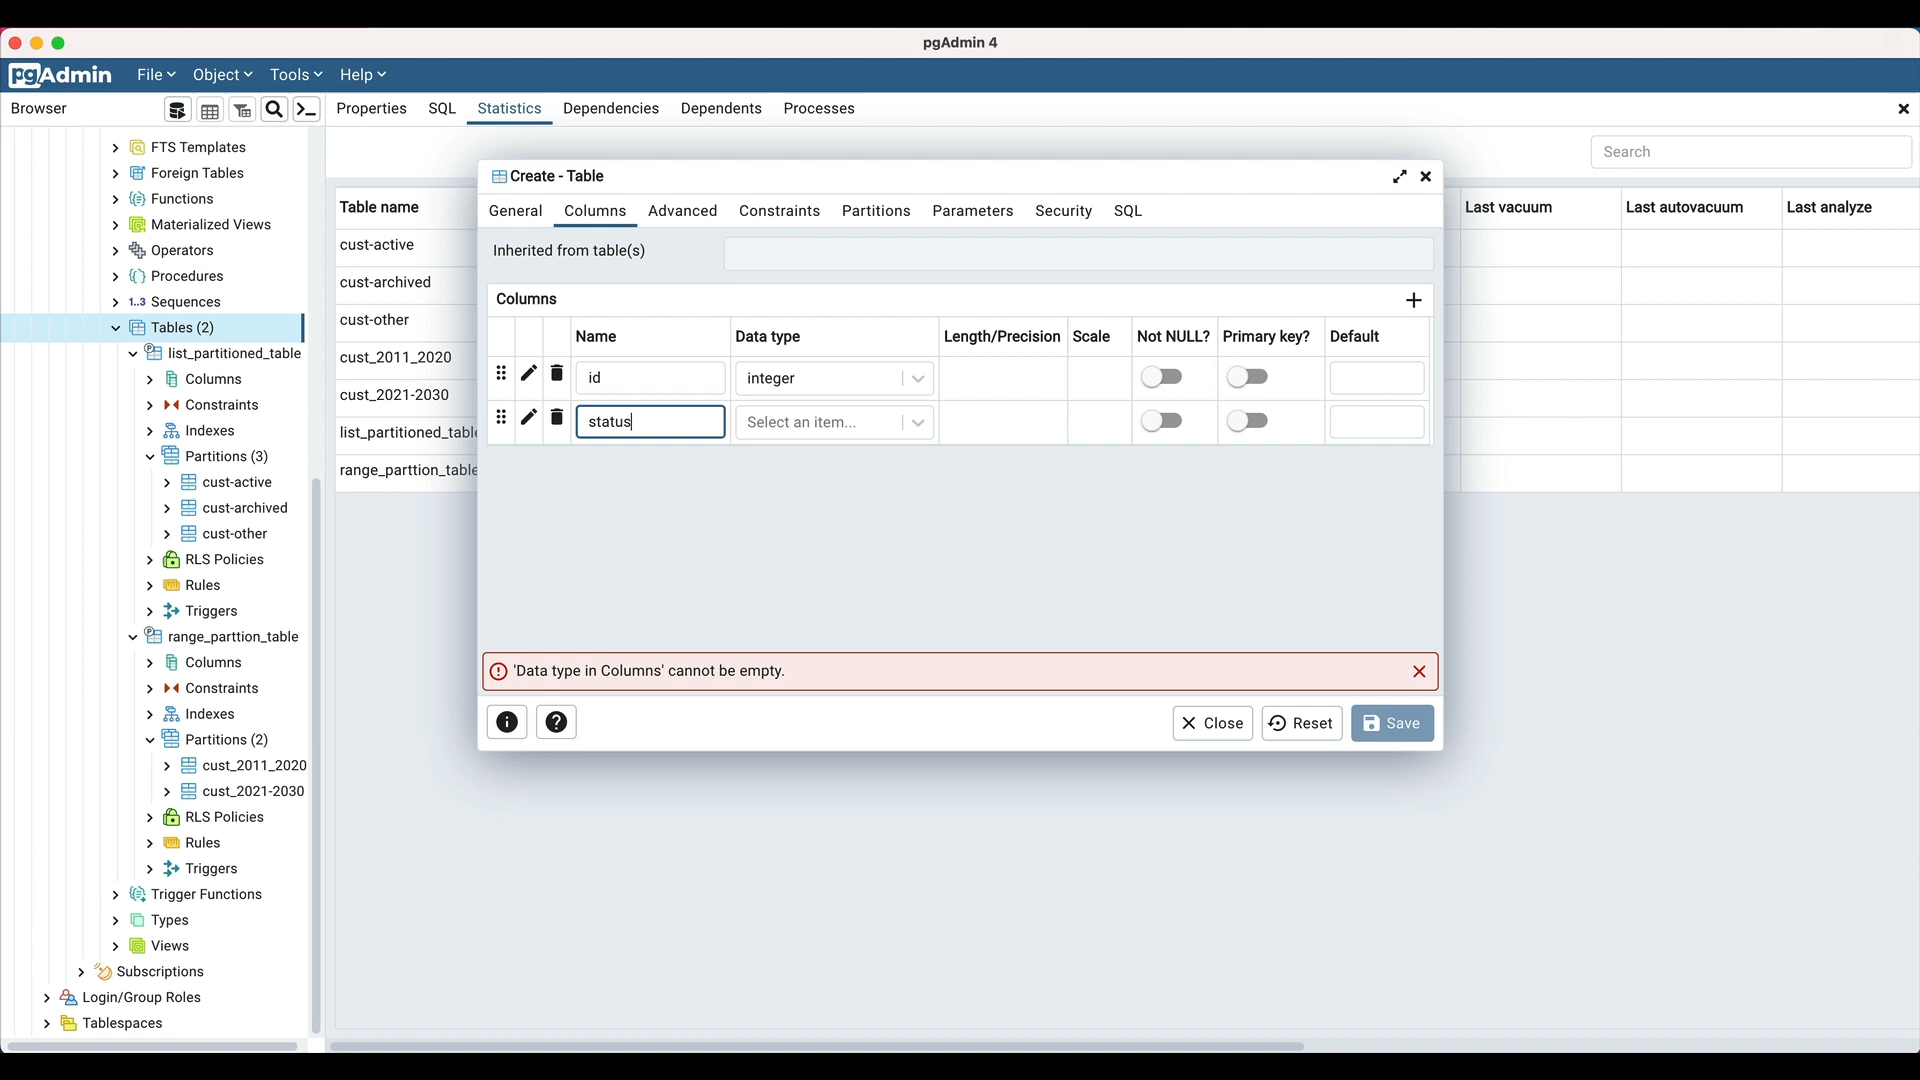 pgAdmin 4
pgAdmin File Object Tools Help
Browser
Properties SQL Statistics Dependencies Dependents Processes
Search
FTS Templates
Foreign Tables
Functions
Materialized Views
Operators
Procedures
1..3 Sequences
Tables (2)
list_partitioned_table
Columns
Constraints
Indexes
Partitions (3)
cust-active
cust-archived
cust-other
RLS Policies
Rules
Triggers
range_parttion_table
Columns
Constraints
Indexes
Partitions (2)
cust_2011_2020
cust_2021-2030
RLS Policies
Rules
Triggers
Trigger Functions
Types
Views
Subscriptions
Login/Group Roles
Tablespaces
Table name
cust-active
cust-archived
cust-other
cust_2011_2020
cust_2021-2030
list_partitioned_table
range_parttion_table
Last vacuum Last autovacuum Last analyze
Create - Table
General Columns Advanced Constraints Partitions Parameters Security SQL
Inherited from table(s)
Columns
Name Data type Length/Precision Scale Not NULL? Primary key? Default
id integer
status Select an item...
'Data type in Columns' cannot be empty.
Close Reset Save